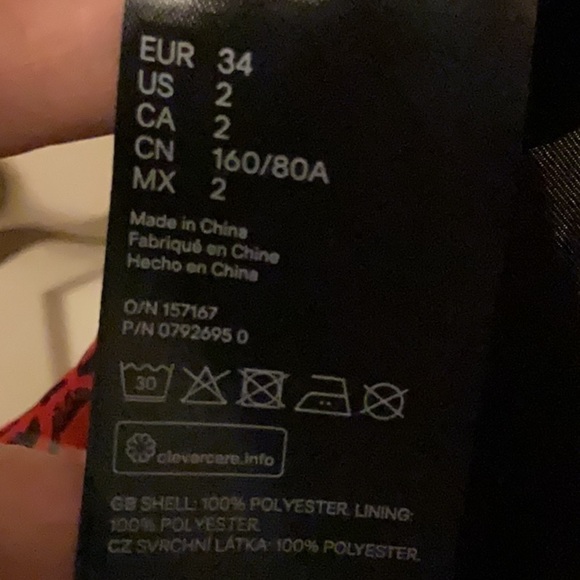 EUR 34
US 2
CA 2
CN 160/80A
MX 2
Made in China
Fabriqué en Chine
Hecho en China
O/N 157167
P/N 0792695 0
30
clevercare.info
GB SHELL: 100% POLYESTER. LINING:
100% POLYESTER.
CZ SVRCHNÍ LÁTKA: 100% POLYESTER.